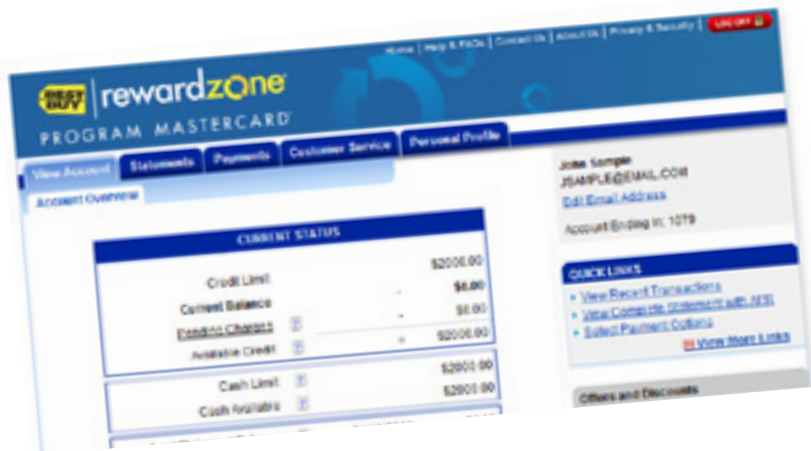 Home | Help & FAQs | Contact Us | About Us | Privacy & Security | LOG OFF
BEST BUY | rewardzone
PROGRAM MASTERCARD
View Account Statements Payments Customer Service Personal Profile
Account Overview
John Sample
JSAMPLE@EMAIL.COM
Edit Email Address
Account Ending In: 1079
CURRENT STATUS
Credit Limit $2000.00
Current Balance - $0.00
Pending Charges - $0.00
Available Credit = $2000.00
Cash Limit $2000.00
Cash Available $2000.00
QUICK LINKS
View Recent Transactions
View Complete Statement with
Select Payment Options
View More Links
Offers and Discounts